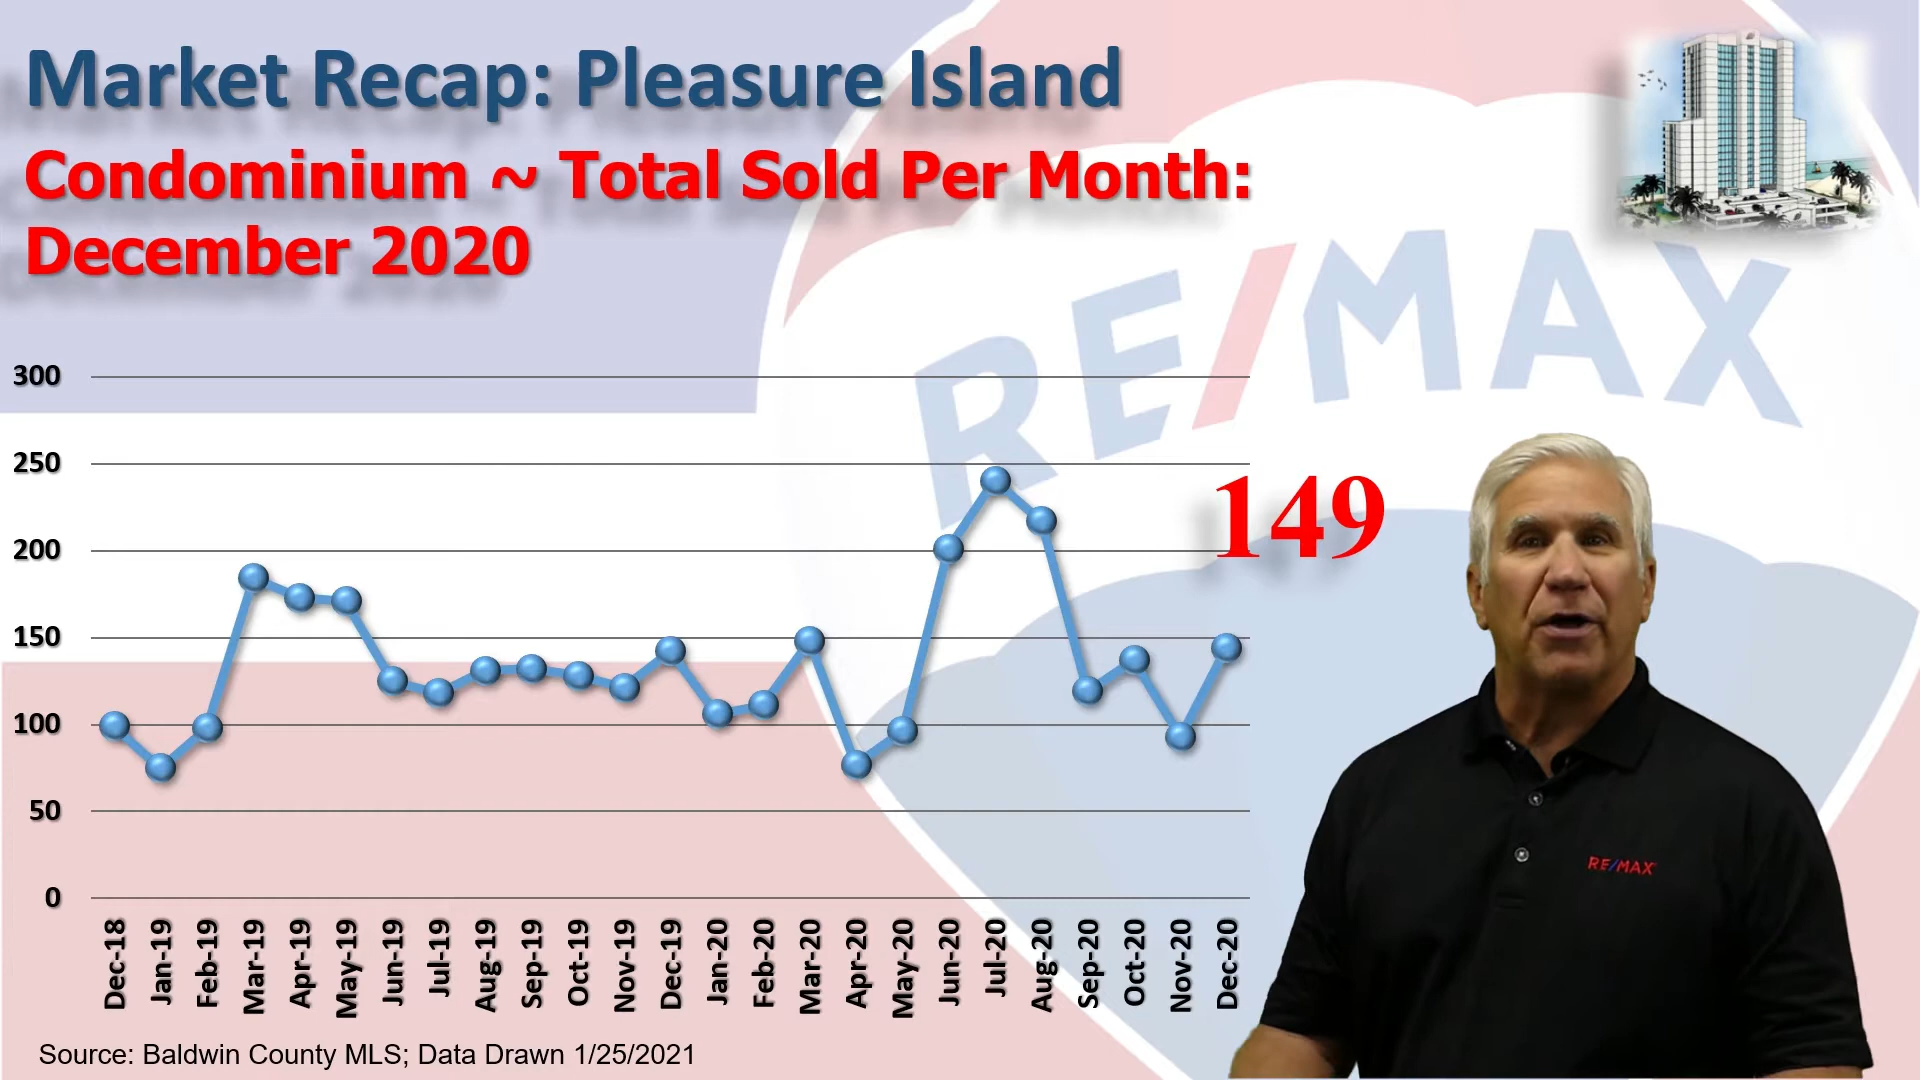 Market Recap: Pleasure Island
Condominium ~ Total Sold Per Month:
December 2020
RE/MAX
300
250
149
200
150
100
50
0
Dec-18
Jan-19
Feb-19
Mar-19
Apr-19
May-19
Jun-19
Jul-19
Aug-19
Sep-19
Oct-19
Nov-19
Dec-19
Jan-20
Feb-20
Mar-20
Apr-20
May-20
Jun-20
Jul-20
Aug-20
Sep-20
Oct-20
Nov-20
Dec-20
RE/MAX
Source: Baldwin County MLS; Data Drawn 1/25/2021